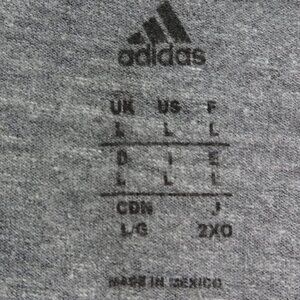 adidas
UK US F
L L L
D I E
L L L
CDN J
L/G 2XO
MADE IN MEXICO